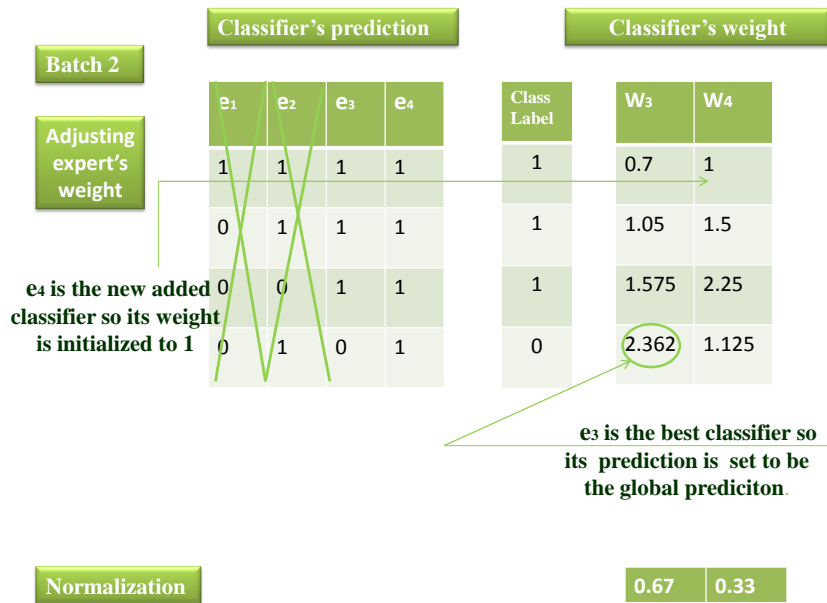 Classifier's prediction
Classifier's weight
Batch 2
Adjusting
expert's
weight
e1 e2 e3 e4
1 1 1 1
0 1 1 1
0 0 1 1
0 1 0 1
Class
Label
1
1
1
0
W3 W4
0.7 1
1.05 1.5
1.575 2.25
2.362 1.125
e4 is the new added
classifier so its weight
is initialized to 1
e3 is the best classifier so
its prediction is set to be
the global prediciton.
Normalization
0.67 0.33